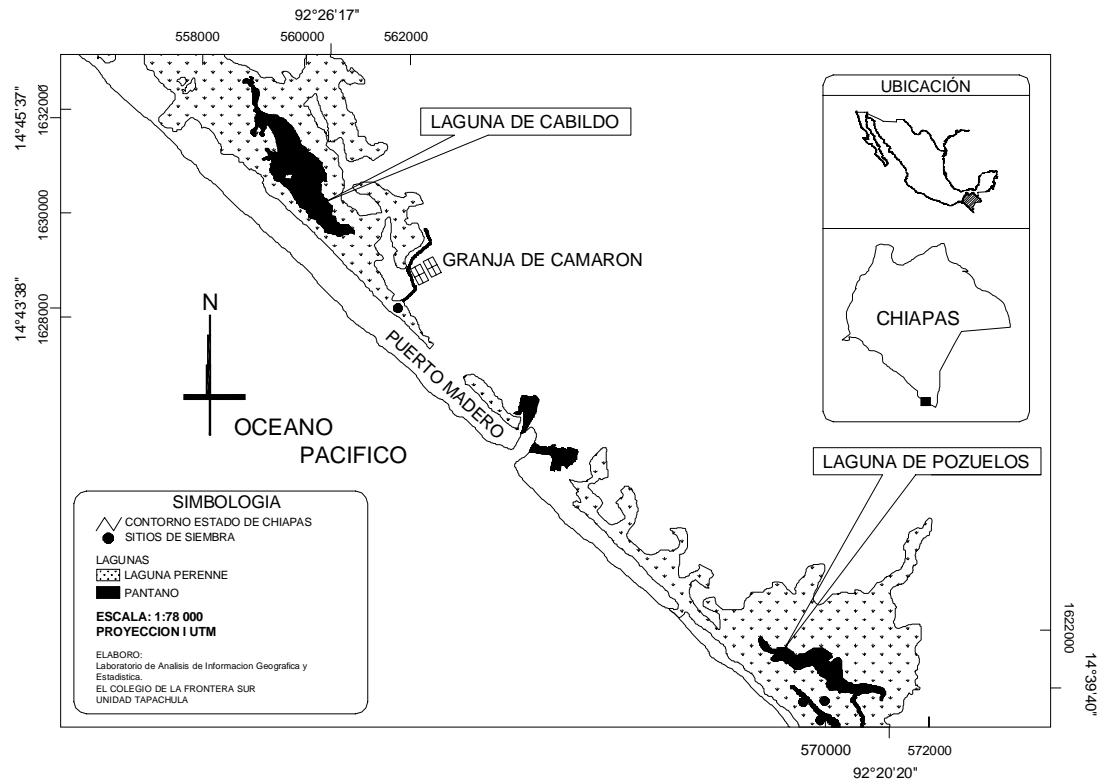 92°26'17"
558000
560000
562000
14°45'37"
1632000
1630000
14°43'38"
1628000
LAGUNA DE CABILDO
GRANJA DE CAMARON
PUERTO MADERO
N
OCEANO
PACIFICO
UBICACIÓN
CHIAPAS
LAGUNA DE POZUELOS
SIMBOLOGIA
CONTORNO ESTADO DE CHIAPAS
SITIOS DE SIEMBRA
LAGUNAS
LAGUNA PERENNE
PANTANO
ESCALA: 1:78 000
PROYECCION I UTM
ELABORO:
Laboratorio de Analisis de Informacion Geografica y
Estadistica.
EL COLEGIO DE LA FRONTERA SUR
UNIDAD TAPACHULA
1622000
14°39'40"
570000
572000
92°20'20"